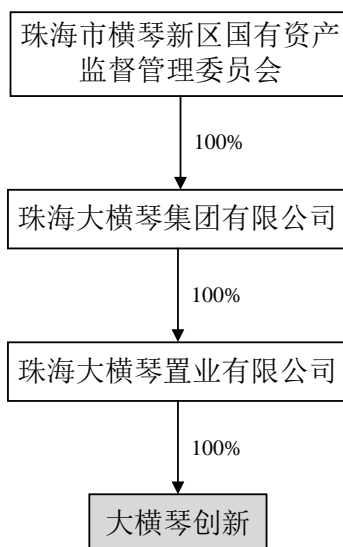 珠海市横琴新区国有资产
监督管理委员会
100%
珠海大横琴集团有限公司
100%
珠海大横琴置业有限公司
100%
大横琴创新